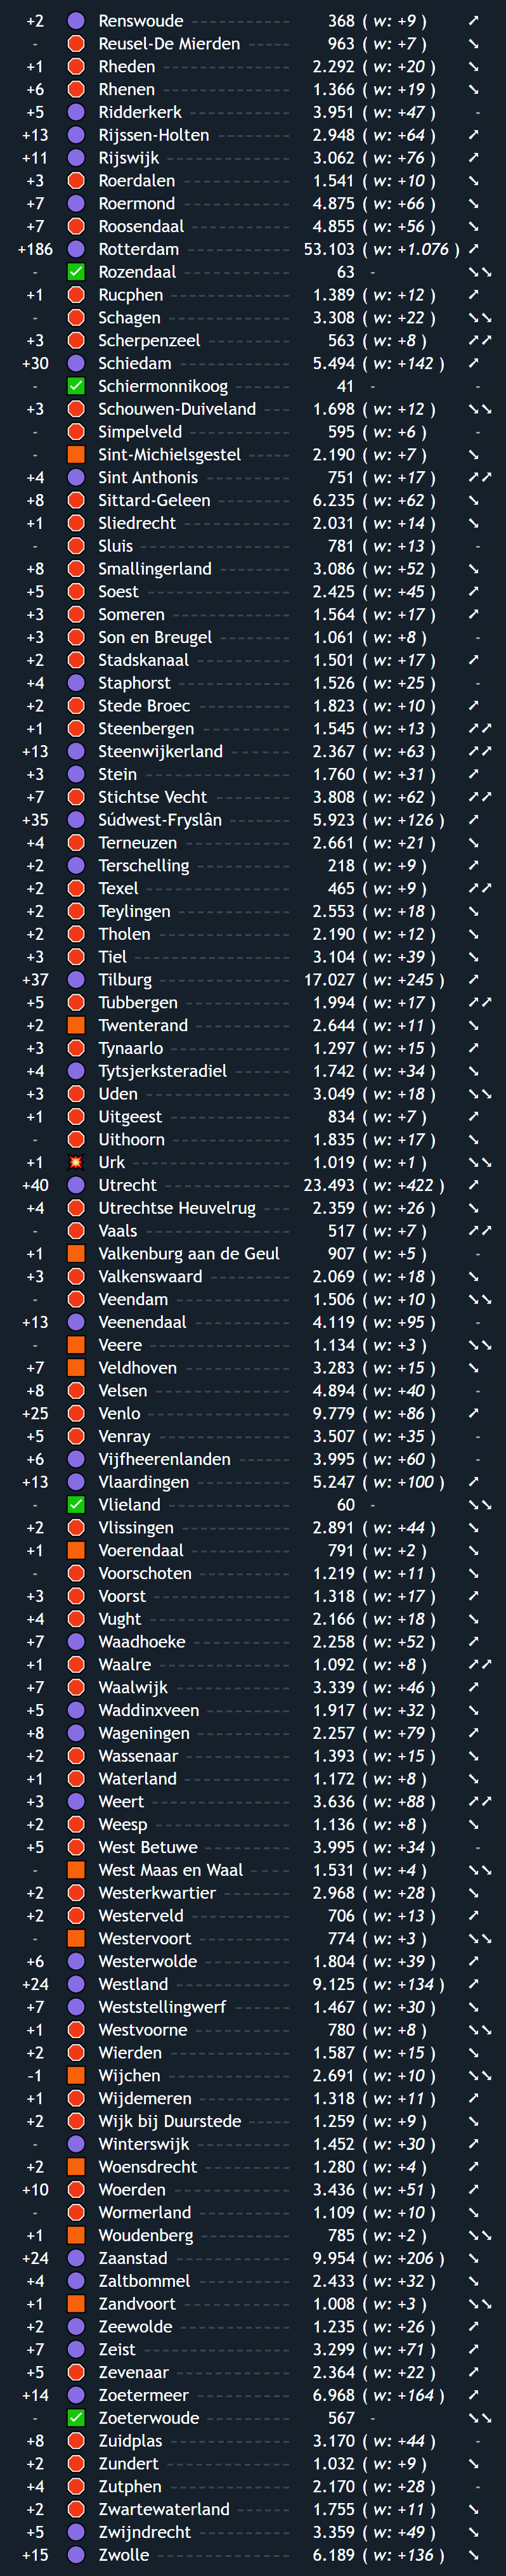 +2 Renswoude 368 ( w: +9 ) ➚
- Reusel-De Mierden 963 ( w: +7 ) ➘
+1 Rheden 2.292 ( w: +20 ) ➘
+6 Rhenen 1.366 ( w: +19 ) ➘
+5 Ridderkerk 3.951 ( w: +47 ) -
+13 Rijssen-Holten 2.948 ( w: +64 ) ➚
+11 Rijswijk 3.062 ( w: +76 ) ➚
+3 Roerdalen 1.541 ( w: +10 ) ➘
+7 Roermond 4.875 ( w: +66 ) ➘
+7 Roosendaal 4.855 ( w: +56 ) ➘
+186 Rotterdam 53.103 ( w: +1.076 ) ➚
- Rozendaal 63 - ➘➘
+1 Rucphen 1.389 ( w: +12 ) ➚
- Schagen 3.308 ( w: +22 ) ➘➘
+3 Scherpenzeel 563 ( w: +8 ) ➚➚
+30 Schiedam 5.494 ( w: +142 ) ➚
- Schiermonnikoog 41 - -
+3 Schouwen-Duiveland 1.698 ( w: +12 ) ➘➘
- Simpelveld 595 ( w: +6 ) -
- Sint-Michielsgestel 2.190 ( w: +7 ) ➘
+4 Sint Anthonis 751 ( w: +17 ) ➚➚
+8 Sittard-Geleen 6.235 ( w: +62 ) ➘
+1 Sliedrecht 2.031 ( w: +14 ) ➘
- Sluis 781 ( w: +13 ) -
+8 Smallingerland 3.086 ( w: +52 ) ➘
+5 Soest 2.425 ( w: +45 ) ➚
+3 Someren 1.564 ( w: +17 ) ➚
+3 Son en Breugel 1.061 ( w: +8 ) -
+2 Stadskanaal 1.501 ( w: +17 ) ➚
+4 Staphorst 1.526 ( w: +25 ) -
+2 Stede Broec 1.823 ( w: +10 ) ➚
+1 Steenbergen 1.545 ( w: +13 ) ➚➚
+13 Steenwijkerland 2.367 ( w: +63 ) ➚➚
+3 Stein 1.760 ( w: +31 ) ➚
+7 Stichtse Vecht 3.808 ( w: +62 ) ➚➚
+35 Súdwest-Fryslân 5.923 ( w: +126 ) ➚
+4 Terneuzen 2.661 ( w: +21 ) ➘
+2 Terschelling 218 ( w: +9 ) ➚
+2 Texel 465 ( w: +9 ) ➚➚
+2 Teylingen 2.553 ( w: +18 ) ➘
+2 Tholen 2.190 ( w: +12 ) ➘
+3 Tiel 3.104 ( w: +39 ) ➘
+37 Tilburg 17.027 ( w: +245 ) ➚
+5 Tubbergen 1.994 ( w: +17 ) ➚➚
+2 Twenterand 2.644 ( w: +11 ) ➘
+3 Tynaarlo 1.297 ( w: +15 ) ➚
+4 Tytsjerksteradiel 1.742 ( w: +34 ) ➘
+3 Uden 3.049 ( w: +18 ) ➘➘
+1 Uitgeest 834 ( w: +7 ) ➚
- Uithoorn 1.835 ( w: +17 ) ➘
+1 Urk 1.019 ( w: +1 ) ➘➘
+40 Utrecht 23.493 ( w: +422 ) ➚
+4 Utrechtse Heuvelrug 2.359 ( w: +26 ) ➘
- Vaals 517 ( w: +7 ) ➚➚
+1 Valkenburg aan de Geul 907 ( w: +5 ) -
+3 Valkenswaard 2.069 ( w: +18 ) ➘
- Veendam 1.506 ( w: +10 ) ➘➘
+13 Veenendaal 4.119 ( w: +95 ) -
- Veere 1.134 ( w: +3 ) ➘➘
+7 Veldhoven 3.283 ( w: +15 ) ➘
+8 Velsen 4.894 ( w: +40 ) -
+25 Venlo 9.779 ( w: +86 ) ➚
+5 Venray 3.507 ( w: +35 ) -
+6 Vijfheerenlanden 3.995 ( w: +60 ) -
+13 Vlaardingen 5.247 ( w: +100 ) ➚
- Vlieland 60 - ➘➘
+2 Vlissingen 2.891 ( w: +44 ) ➘
+1 Voerendaal 791 ( w: +2 ) ➘
- Voorschoten 1.219 ( w: +11 ) ➘
+3 Voorst 1.318 ( w: +17 ) ➚
+4 Vught 2.166 ( w: +18 ) ➘
+7 Waadhoeke 2.258 ( w: +52 ) ➚
+1 Waalre 1.092 ( w: +8 ) ➚➚
+7 Waalwijk 3.339 ( w: +46 ) ➚
+5 Waddinxveen 1.917 ( w: +32 ) ➘
+8 Wageningen 2.257 ( w: +79 ) ➚
+2 Wassenaar 1.393 ( w: +15 ) ➘
+1 Waterland 1.172 ( w: +8 ) ➘
+3 Weert 3.636 ( w: +88 ) ➚➚
+2 Weesp 1.136 ( w: +8 ) ➘
+5 West Betuwe 3.995 ( w: +34 ) -
- West Maas en Waal 1.531 ( w: +4 ) ➘➘
+2 Westerkwartier 2.968 ( w: +28 ) ➘
+2 Westerveld 706 ( w: +13 ) ➚
- Westervoort 774 ( w: +3 ) ➘➘
+6 Westerwolde 1.804 ( w: +39 ) ➚
+24 Westland 9.125 ( w: +134 ) ➚
+7 Weststellingwerf 1.467 ( w: +30 ) ➘
+1 Westvoorne 780 ( w: +8 ) ➘➘
+2 Wierden 1.587 ( w: +15 ) ➘
-1 Wijchen 2.691 ( w: +10 ) ➘➘
+1 Wijdemeren 1.318 ( w: +11 ) ➚
+2 Wijk bij Duurstede 1.259 ( w: +9 ) ➘
- Winterswijk 1.452 ( w: +30 ) ➚
+2 Woensdrecht 1.280 ( w: +4 ) ➚
+10 Woerden 3.436 ( w: +51 ) ➚
- Wormerland 1.109 ( w: +10 ) ➘
+1 Woudenberg 785 ( w: +2 ) ➘➘
+24 Zaanstad 9.954 ( w: +206 ) ➘
+4 Zaltbommel 2.433 ( w: +32 ) ➘
+1 Zandvoort 1.008 ( w: +3 ) ➘➘
+2 Zeewolde 1.235 ( w: +26 ) ➚
+7 Zeist 3.299 ( w: +71 ) ➚
+5 Zevenaar 2.364 ( w: +22 ) ➚
+14 Zoetermeer 6.968 ( w: +164 ) ➚
- Zoeterwoude 567 - ➘➘
+8 Zuidplas 3.170 ( w: +44 ) -
+2 Zundert 1.032 ( w: +9 ) ➘
+4 Zutphen 2.170 ( w: +28 ) -
+2 Zwartewaterland 1.755 ( w: +11 ) ➘
+5 Zwijndrecht 3.359 ( w: +49 ) ➘
+15 Zwolle 6.189 ( w: +136 ) ➘